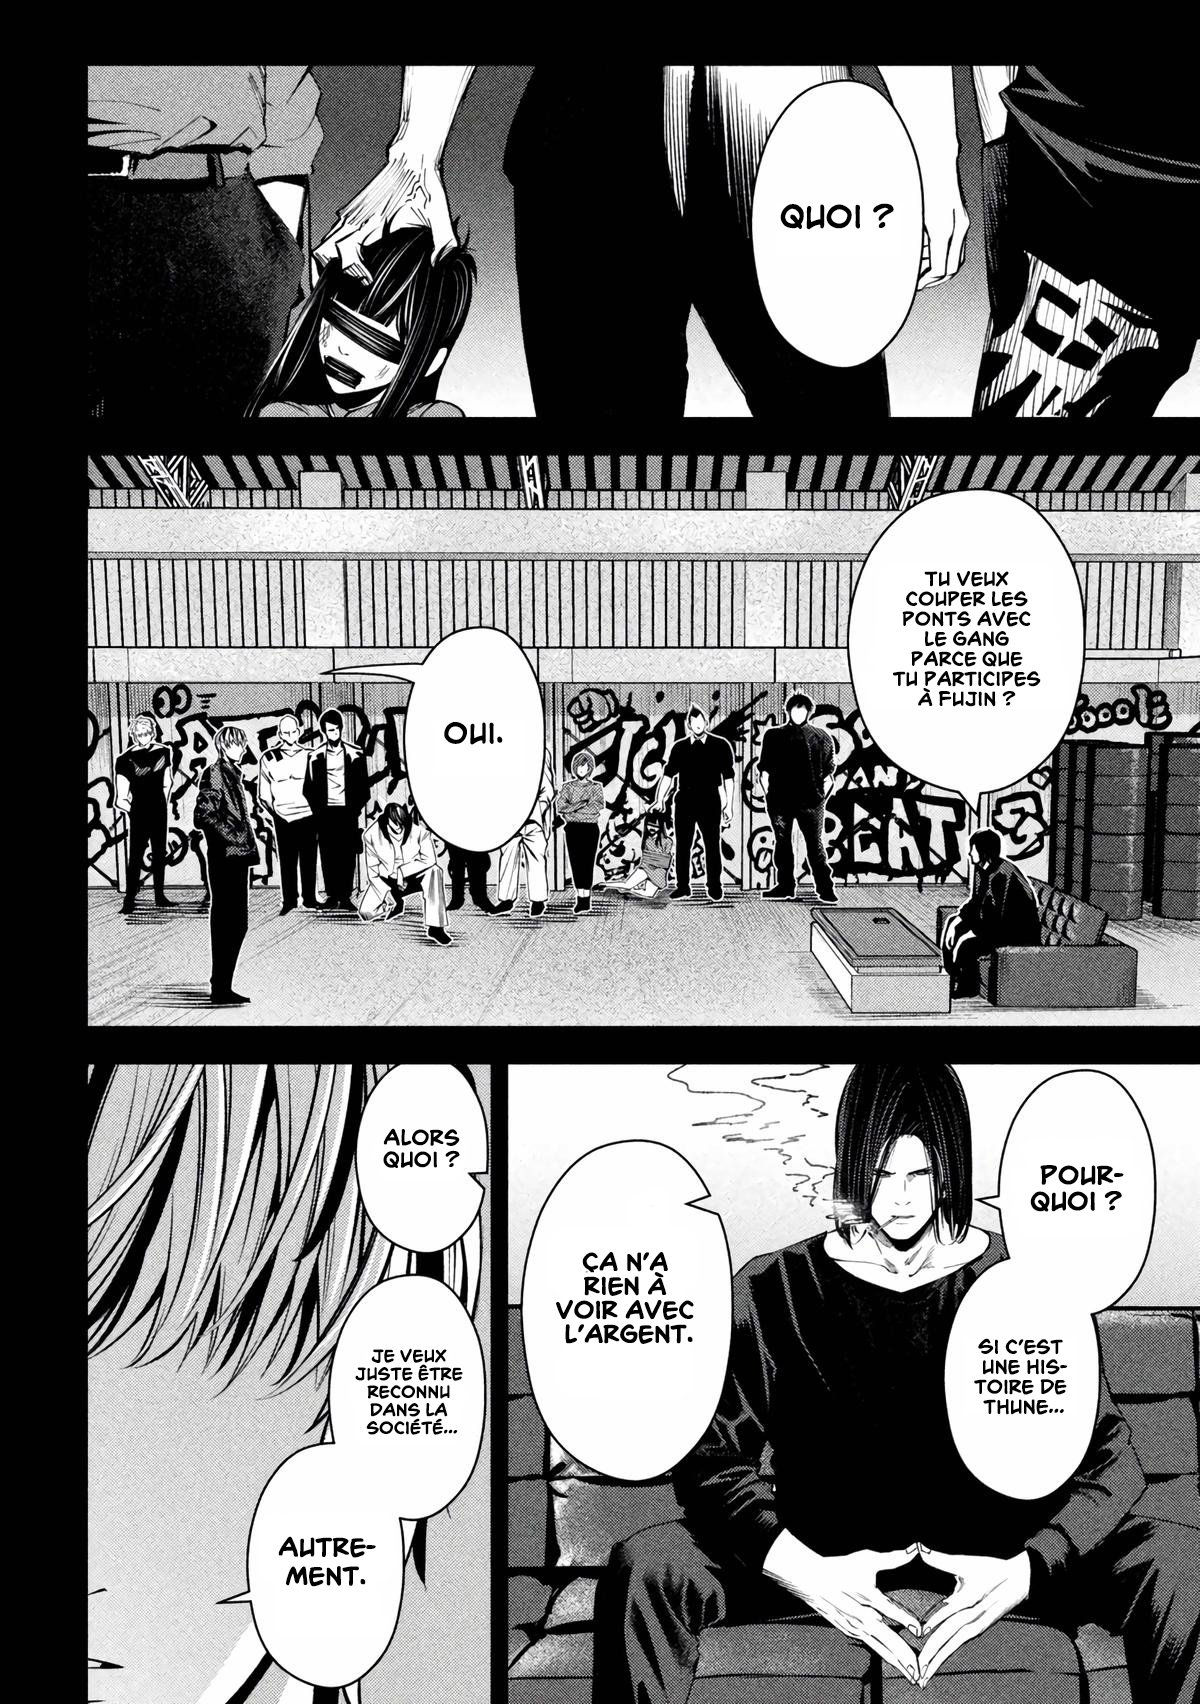 QUOI ?
TU VEUX
COUPER LES
PONTS AVEC
LE GANG
PARCE QUE
TU PARTICIPES
À FUJIN ?
OUI.
AND
BEAT
POUR-
QUOI ?
SI C'EST
UNE HIS-
TOIRE DE
THUNE...
ÇA N'A
RIEN À
VOIR AVEC
L'ARGENT.
ALORS
QUOI ?
JE VEUX
JUSTE ÊTRE
RECONNU
DANS LA
SOCIÉTÉ...
AUTRE-
MENT.